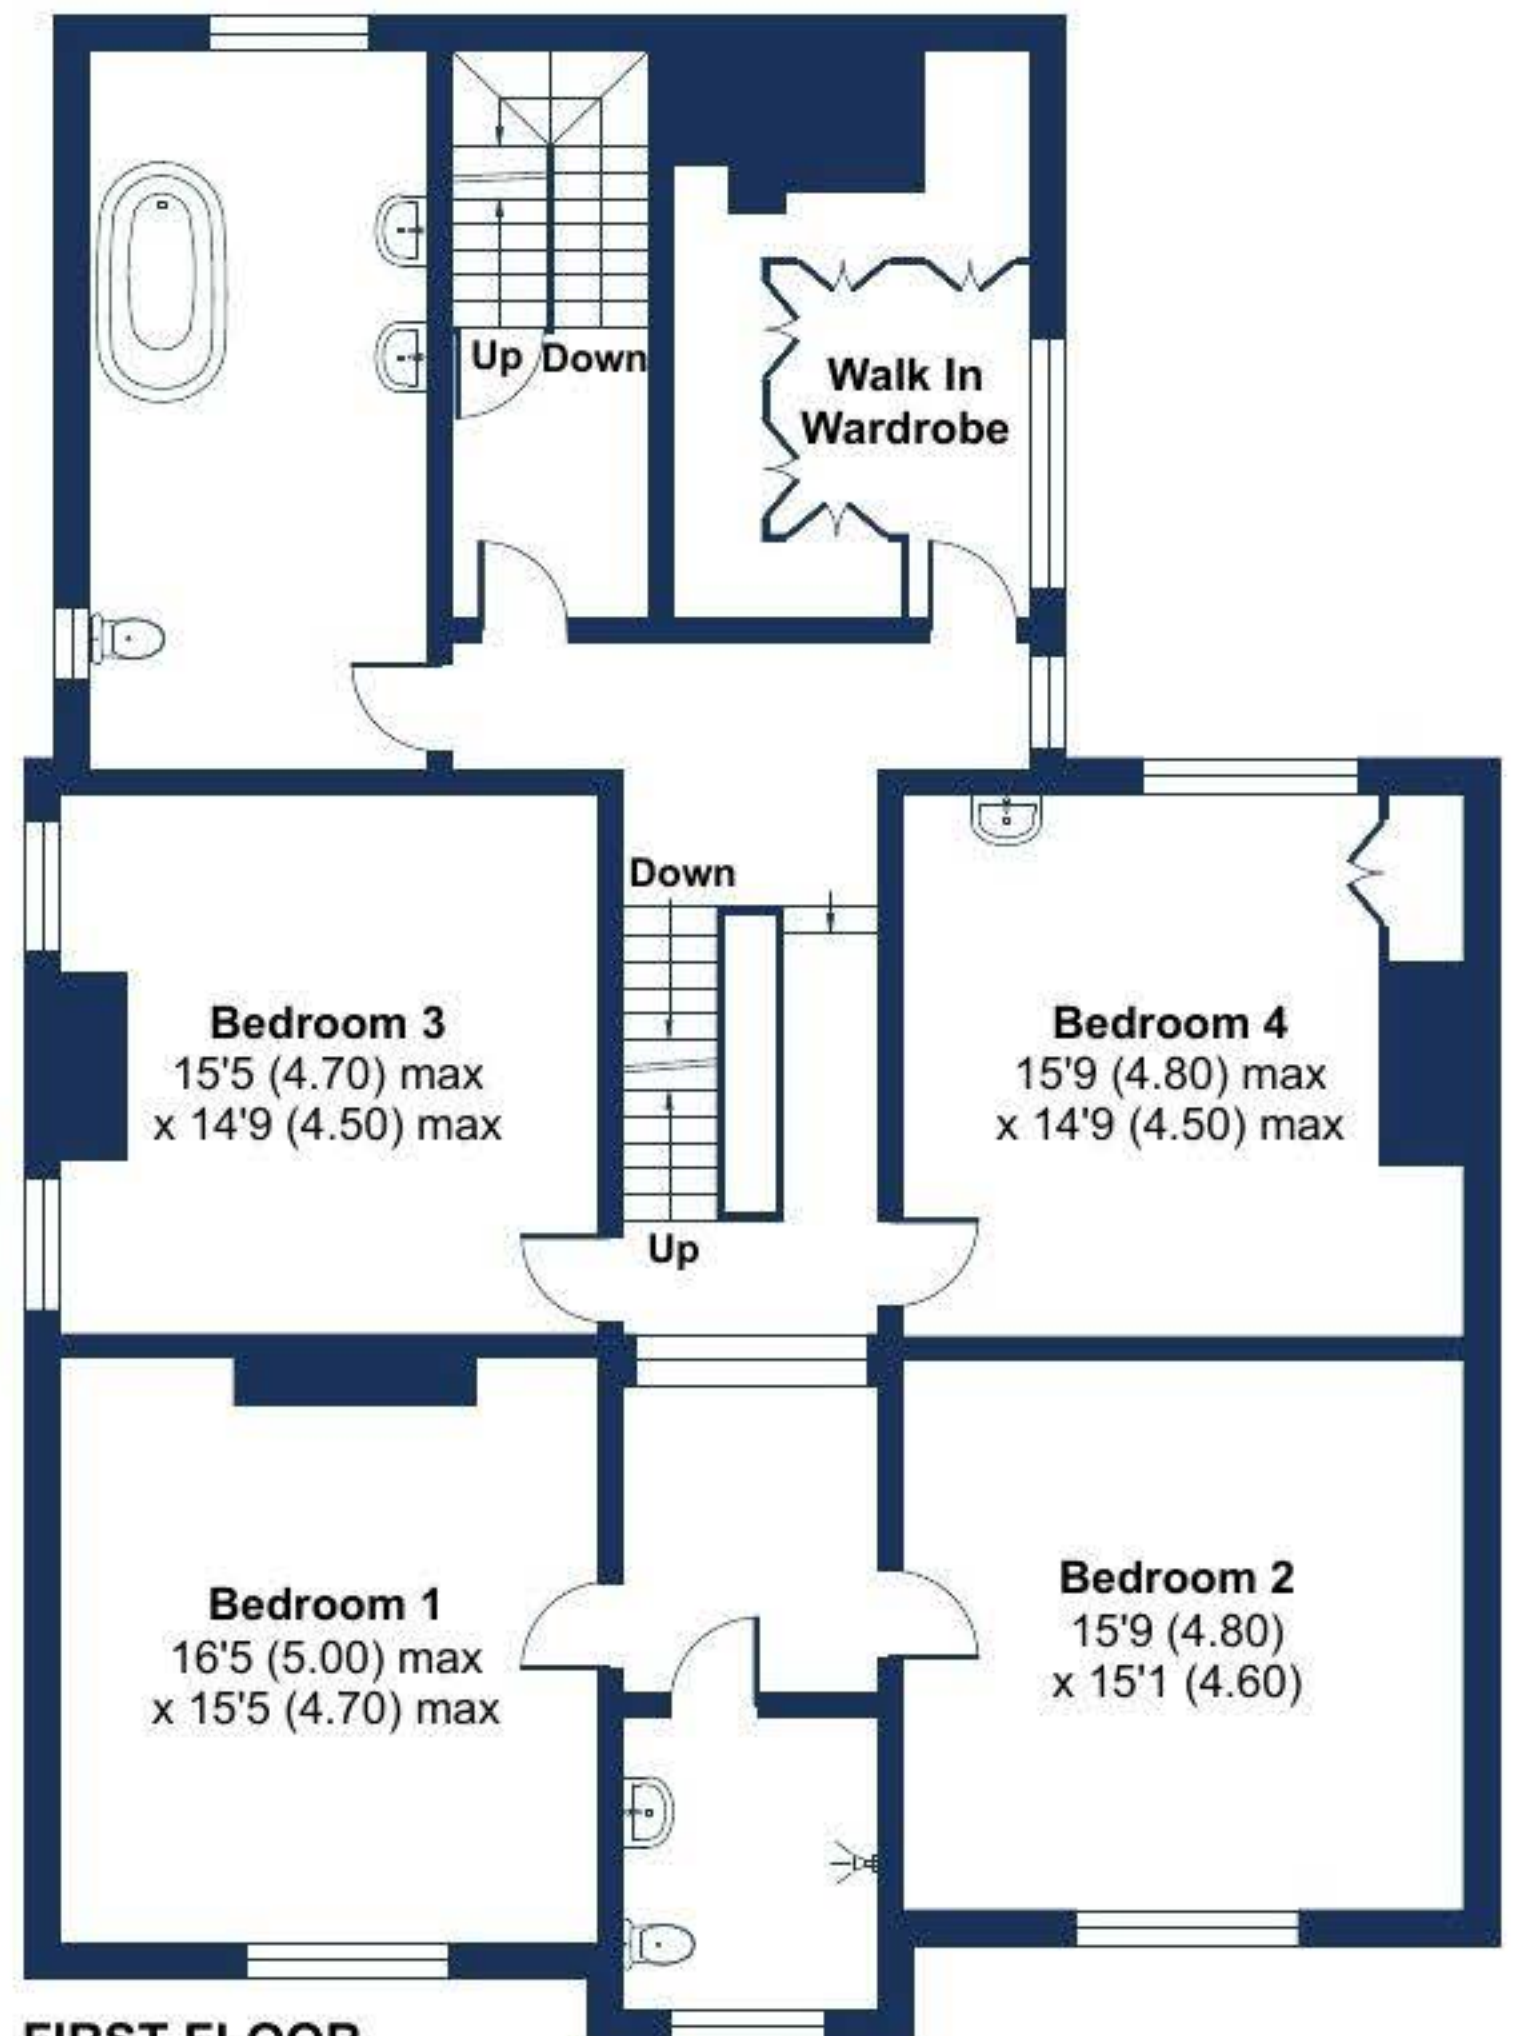 Up Down
Walk In
Wardrobe
Down
Bedroom 3
15'5 (4.70) max
x 14'9 (4.50) max
Bedroom 4
15'9 (4.80) max
x 14'9 (4.50) max
Up
Bedroom 1
16'5 (5.00) max
x 15'5 (4.70) max
Bedroom 2
15'9 (4.80)
x 15'1 (4.60)
FIRST FLOOR